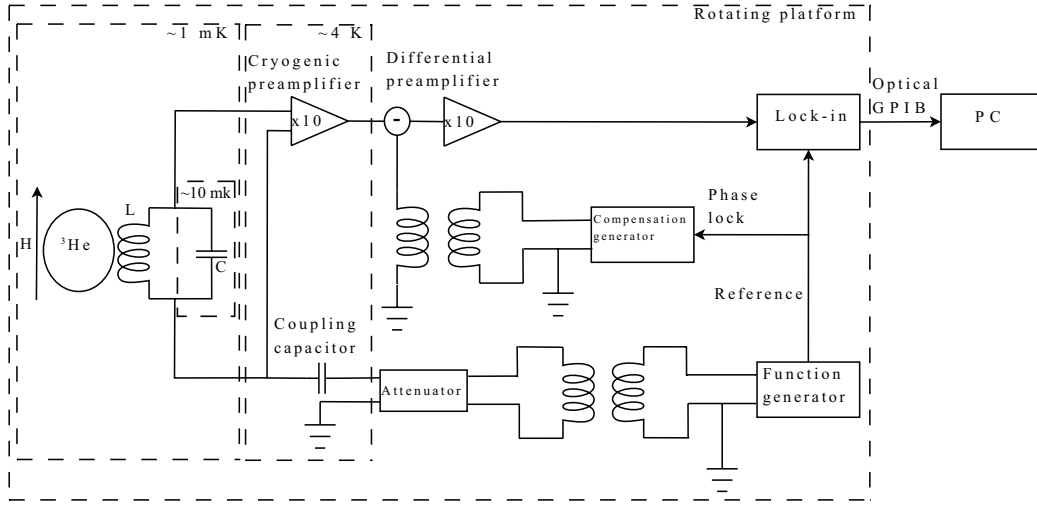 Rotating platform
~1 mK
~4 K
Cryogenic
preamplifier
Differential
preamplifier
x10
-
x10
Lock-in
Optical
GPIB
PC
~10 mk
L
H
³He
C
Compensation
generator
Phase
lock
Reference
Coupling
capacitor
Attenuator
Function
generator